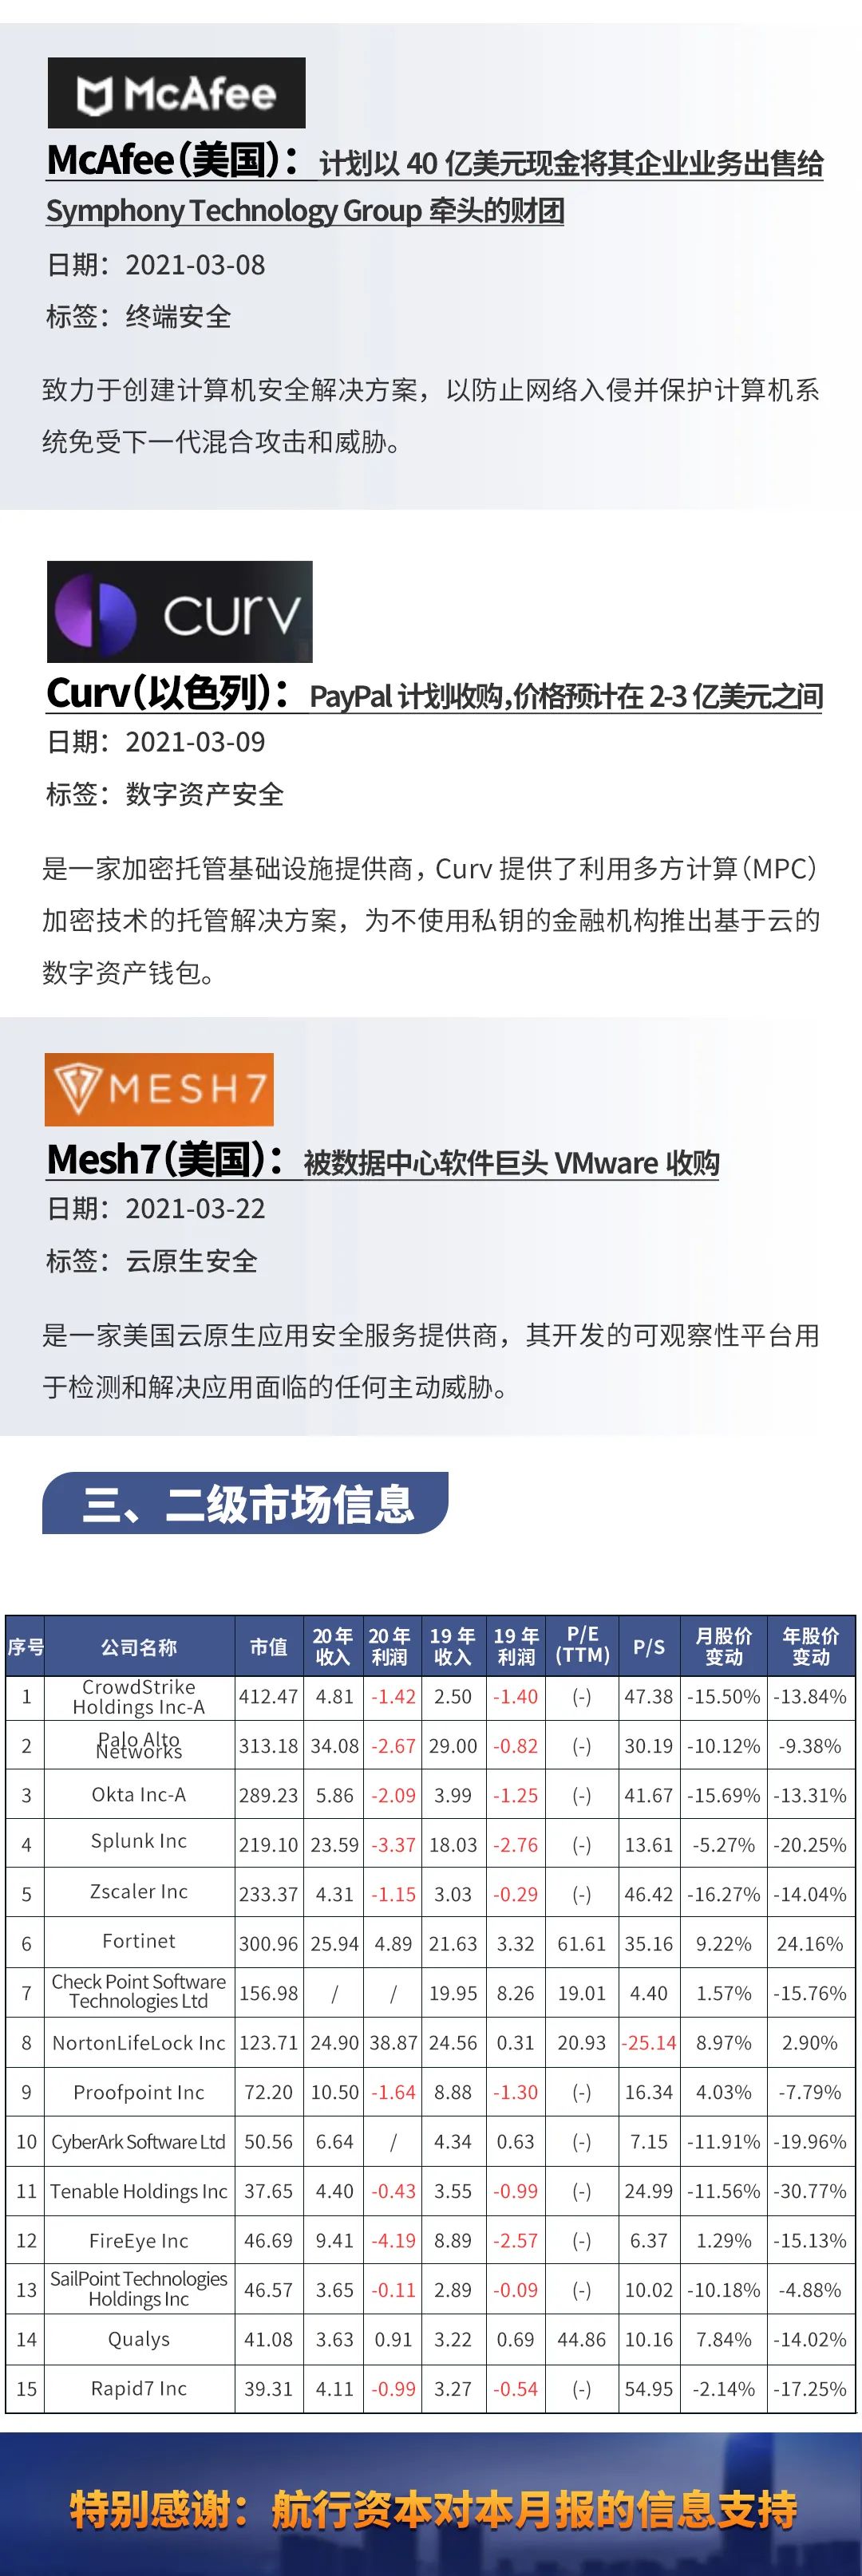 McAfee
McAfee（美国）：计划以 40 亿美元现金将其企业业务出售给
Symphony Technology Group 牵头的财团
日期：2021-03-08
标签：终端安全
致力于创建计算机安全解决方案，以防止网络入侵并保护计算机系
统免受下一代混合攻击和威胁。
curv
Curv（以色列）：PayPal 计划收购，价格预计在 2-3 亿美元之间
日期：2021-03-09
标签：数字资产安全
是一家加密托管基础设施提供商，Curv 提供了利用多方计算（MPC）
加密技术的托管解决方案，为不使用私钥的金融机构推出基于云的
数字资产钱包。
MESH7
Mesh7（美国）：被数据中心软件巨头 VMware 收购
日期：2021-03-22
标签：云原生安全
是一家美国云原生应用安全服务提供商，其开发的可观察性平台用
于检测和解决应用面临的任何主动威胁。
三、二级市场信息
序号 公司名称 市值 20 年收入 20 年利润 19 年收入 19 年利润 P/E (TTM) P/S 月股价变动 年股价变动
1 CrowdStrike Holdings Inc-A 412.47 4.81 -1.42 2.50 -1.40 (-) 47.38 -15.50% -13.84%
2 Palo Alto Networks 313.18 34.08 -2.67 29.00 -0.82 (-) 30.19 -10.12% -9.38%
3 Okta Inc-A 289.23 5.86 -2.09 3.99 -1.25 (-) 41.67 -15.69% -13.31%
4 Splunk Inc 219.10 23.59 -3.37 18.03 -2.76 (-) 13.61 -5.27% -20.25%
5 Zscaler Inc 233.37 4.31 -1.15 3.03 -0.29 (-) 46.42 -16.27% -14.04%
6 Fortinet 300.96 25.94 4.89 21.63 3.32 61.61 35.16 9.22% 24.16%
7 Check Point Software Technologies Ltd 156.98 / / 19.95 8.26 19.01 4.40 1.57% -15.76%
8 NortonLifeLock Inc 123.71 24.90 38.87 24.56 0.31 20.93 -25.14 8.97% 2.90%
9 Proofpoint Inc 72.20 10.50 -1.64 8.88 -1.30 (-) 16.34 4.03% -7.79%
10 CyberArk Software Ltd 50.56 6.64 / 4.34 0.63 (-) 7.15 -11.91% -19.96%
11 Tenable Holdings Inc 37.65 4.40 -0.43 3.55 -0.99 (-) 24.99 -11.56% -30.77%
12 FireEye Inc 46.69 9.41 -4.19 8.89 -2.57 (-) 6.37 1.29% -15.13%
13 SailPoint Technologies Holdings Inc 46.57 3.65 -0.11 2.89 -0.09 (-) 10.02 -10.18% -4.88%
14 Qualys 41.08 3.63 0.91 3.22 0.69 44.86 10.16 7.84% -14.02%
15 Rapid7 Inc 39.31 4.11 -0.99 3.27 -0.54 (-) 54.95 -2.14% -17.25%
特别感谢：航行资本对本月报的信息支持